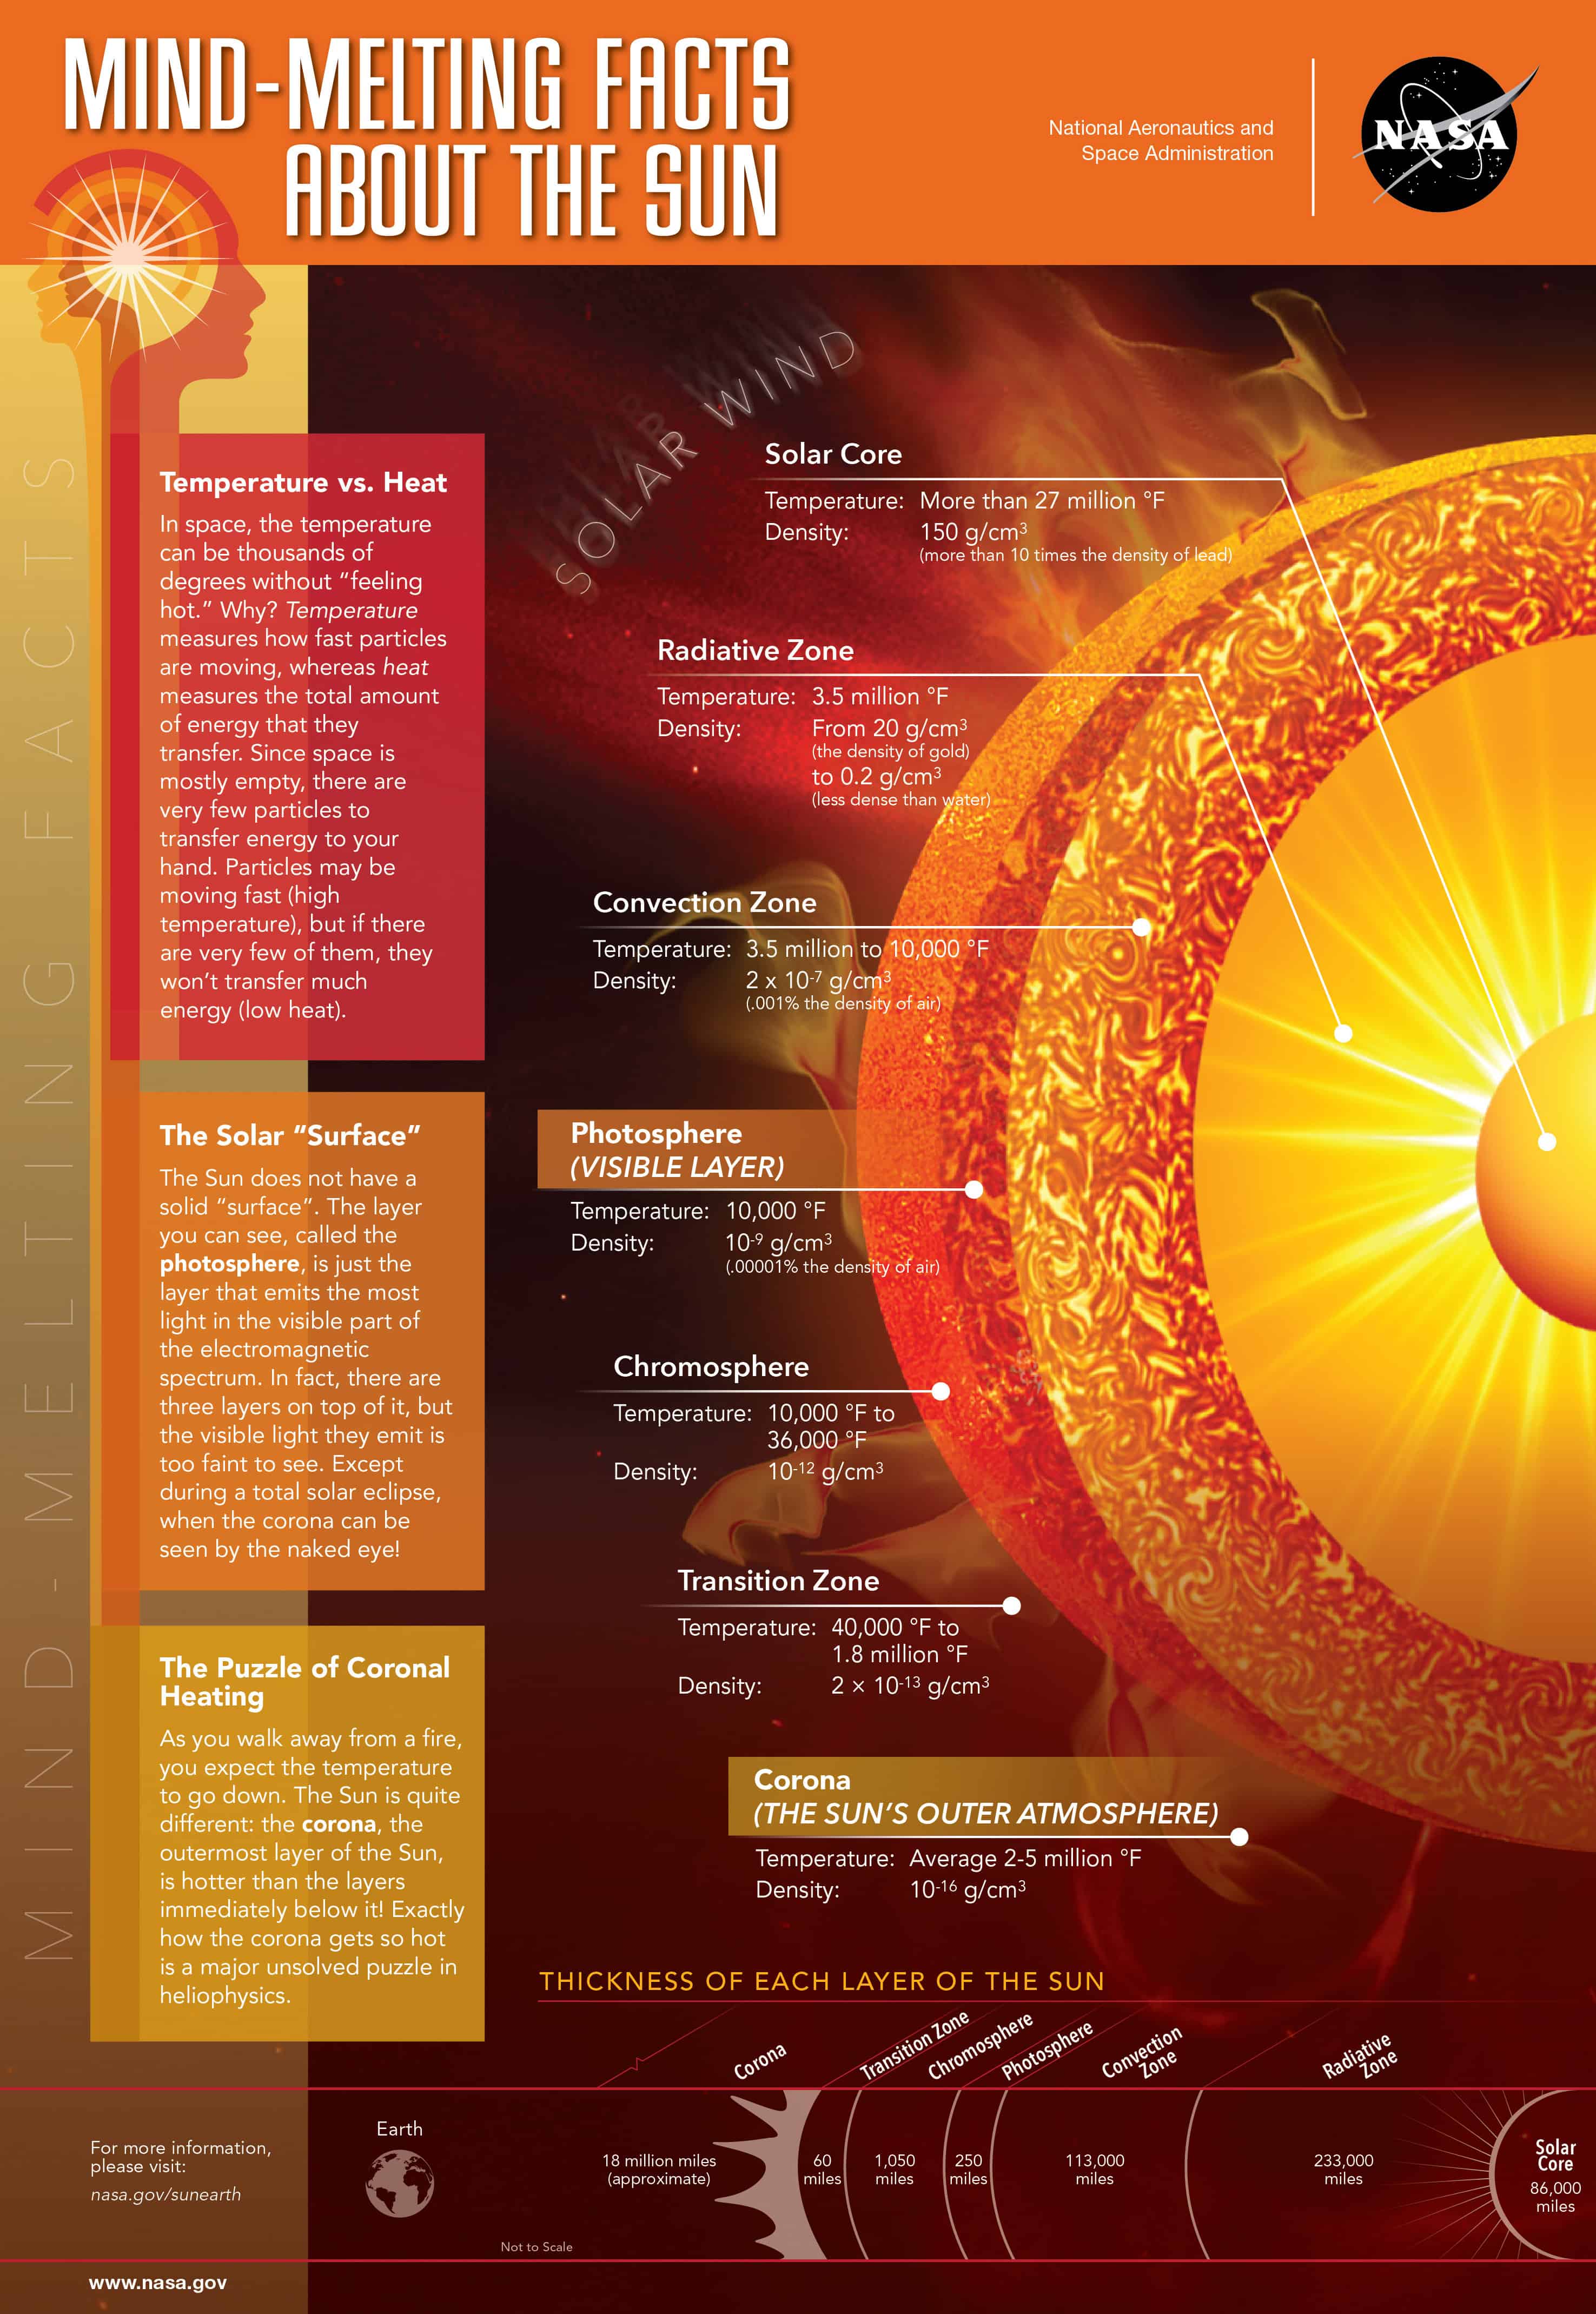 MIND-MELTING FACTS
ABOUT THE SUN
National Aeronautics and
Space Administration
NASA
MIND-MELTING FACTS
SOLAR WIND
Temperature vs. Heat
In space, the temperature
can be thousands of
degrees without “feeling
hot.” Why? Temperature
measures how fast particles
are moving, whereas heat
measures the total amount
of energy that they
transfer. Since space is
mostly empty, there are
very few particles to
transfer energy to your
hand. Particles may be
moving fast (high
temperature), but if there
are very few of them, they
won’t transfer much
energy (low heat).
The Solar “Surface”
The Sun does not have a
solid “surface”. The layer
you can see, called the
photosphere, is just the
layer that emits the most
light in the visible part of
the electromagnetic
spectrum. In fact, there are
three layers on top of it, but
the visible light they emit is
too faint to see. Except
during a total solar eclipse,
when the corona can be
seen by the naked eye!
The Puzzle of Coronal
Heating
As you walk away from a fire,
you expect the temperature
to go down. The Sun is quite
different: the corona, the
outermost layer of the Sun,
is hotter than the layers
immediately below it! Exactly
how the corona gets so hot
is a major unsolved puzzle in
heliophysics.
Solar Core
Temperature: More than 27 million °F
Density: 150 g/cm³
(more than 10 times the density of lead)
Radiative Zone
Temperature: 3.5 million °F
Density: From 20 g/cm³
(the density of gold)
to 0.2 g/cm³
(less dense than water)
Convection Zone
Temperature: 3.5 million to 10,000 °F
Density: 2 x 10⁻⁷ g/cm³
(.001% the density of air)
Photosphere
(VISIBLE LAYER)
Temperature: 10,000 °F
Density: 10⁻⁹ g/cm³
(.00001% the density of air)
Chromosphere
Temperature: 10,000 °F to
36,000 °F
Density: 10⁻¹² g/cm³
Transition Zone
Temperature: 40,000 °F to
1.8 million °F
Density: 2 × 10⁻¹³ g/cm³
Corona
(THE SUN’S OUTER ATMOSPHERE)
Temperature: Average 2-5 million °F
Density: 10⁻¹⁶ g/cm³
THICKNESS OF EACH LAYER OF THE SUN
Corona
Transition Zone
Chromosphere
Photosphere
Convection
Zone
Radiative
Zone
Earth
18 million miles
(approximate)
60
miles
1,050
miles
250
miles
113,000
miles
233,000
miles
Solar
Core
86,000
miles
Not to Scale
For more information,
please visit:
nasa.gov/sunearth
www.nasa.gov